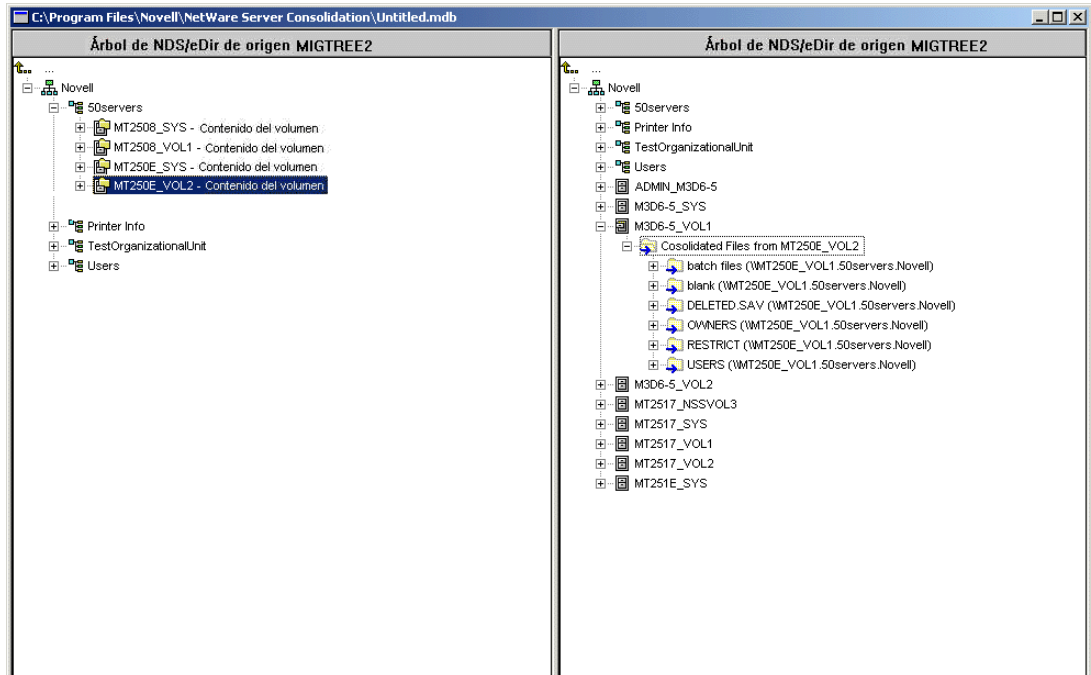 C:\Program Files\Novell\NetWare Server Consolidation\Untitled.mdb
Árbol de NDS/eDir de origen MIGTREE2
...
Novell
50servers
MT2508_SYS - Contenido del volumen
MT2508_VOL1 - Contenido del volumen
MT250E_SYS - Contenido del volumen
MT250E_VOL2 - Contenido del volumen
Printer Info
TestOrganizationalUnit
Users
Árbol de NDS/eDir de origen MIGTREE2
...
Novell
50servers
Printer Info
TestOrganizationalUnit
Users
ADMIN_M3D6-5
M3D6-5_SYS
M3D6-5_VOL1
Cosolidated Files from MT250E_VOL2
batch files (\\MT250E_VOL1.50servers.Novell)
blank (\\MT250E_VOL1.50servers.Novell)
DELETED.SAV (\\MT250E_VOL1.50servers.Novell)
OWNERS (\\MT250E_VOL1.50servers.Novell)
RESTRICT (\\MT250E_VOL1.50servers.Novell)
USERS (\\MT250E_VOL1.50servers.Novell)
M3D6-5_VOL2
MT2517_NSSVOL3
MT2517_SYS
MT2517_VOL1
MT2517_VOL2
MT251E_SYS